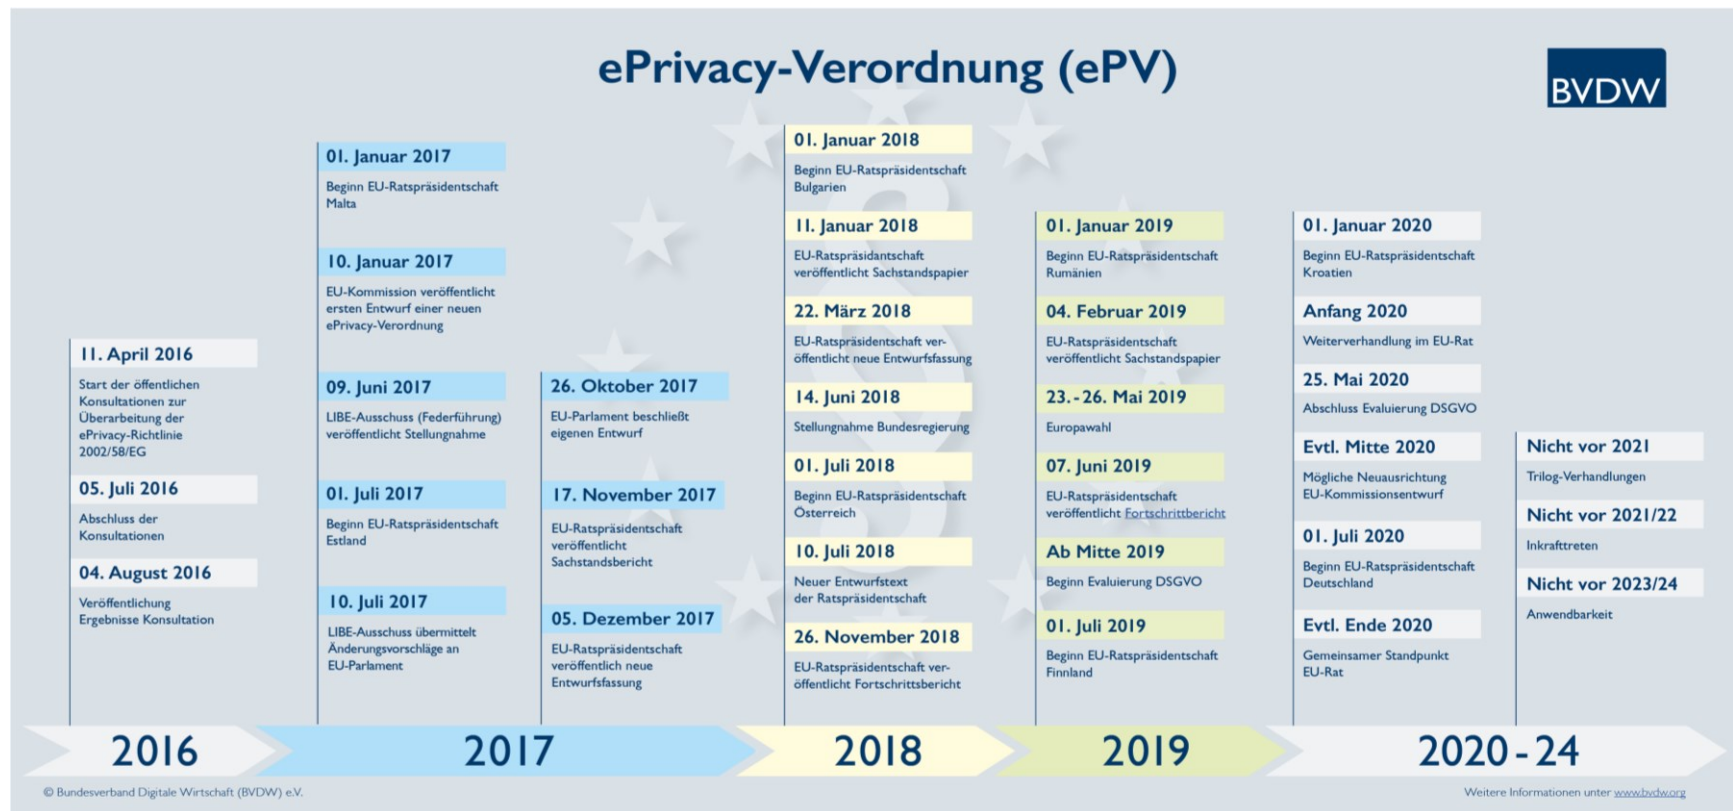 ePrivacy-Verordnung (ePV)
BVDW
11. April 2016
Start der öffentlichen
Konsultationen zur
Überarbeitung der
ePrivacy-Richtlinie
2002/58/EG
05. Juli 2016
Abschluss der
Konsultationen
04. August 2016
Veröffentlichung
Ergebnisse Konsultation
01. Januar 2017
Beginn EU-Ratspräsidentschaft
Malta
10. Januar 2017
EU-Kommission veröffentlicht
ersten Entwurf einer neuen
ePrivacy-Verordnung
09. Juni 2017
LIBE-Ausschuss (Federführung)
veröffentlicht Stellungnahme
01. Juli 2017
Beginn EU-Ratspräsidentschaft
Estland
10. Juli 2017
LIBE-Ausschuss übermittelt
Änderungsvorschläge an
EU-Parlament
26. Oktober 2017
EU-Parlament beschließt
eigenen Entwurf
17. November 2017
EU-Ratspräsidentschaft
veröffentlicht
Sachstandsbericht
05. Dezember 2017
EU-Ratspräsidentschaft
veröffentlich neue
Entwurfsfassung
01. Januar 2018
Beginn EU-Ratspräsidentschaft
Bulgarien
11. Januar 2018
EU-Ratspräsidantschaft
veröffentlicht Sachstandspapier
22. März 2018
EU-Ratspräsidentschaft ver-
öffentlicht neue Entwurfsfassung
14. Juni 2018
Stellungnahme Bundesregierung
01. Juli 2018
Beginn EU-Ratspräsidentschaft
Österreich
10. Juli 2018
Neuer Entwurfstext
der Ratspräsidentschaft
26. November 2018
EU-Ratspräsidentschaft ver-
öffentlicht Fortschrittsbericht
01. Januar 2019
Beginn EU-Ratspräsidentschaft
Rumänien
04. Februar 2019
EU-Ratspräsidentschaft
veröffentlicht Sachstandspapier
23.-26. Mai 2019
Europawahl
07. Juni 2019
EU-Ratspräsidentschaft
veröffentlicht Fortschrittbericht
Ab Mitte 2019
Beginn Evaluierung DSGVO
01. Juli 2019
Beginn EU-Ratspräsidentschaft
Finnland
01. Januar 2020
Beginn EU-Ratspräsidentschaft
Kroatien
Anfang 2020
Weiterverhandlung im EU-Rat
25. Mai 2020
Abschluss Evaluierung DSGVO
Evtl. Mitte 2020
Mögliche Neuausrichtung
EU-Kommissionsentwurf
01. Juli 2020
Beginn EU-Ratspräsidentschaft
Deutschland
Evtl. Ende 2020
Gemeinsamer Standpunkt
EU-Rat
Nicht vor 2021
Trilog-Verhandlungen
Nicht vor 2021/22
Inkrafttreten
Nicht vor 2023/24
Anwendbarkeit
2016
2017
2018
2019
2020-24
© Bundesverband Digitale Wirtschaft (BVDW) e.V.
Weitere Informationen unter www.bvdw.org